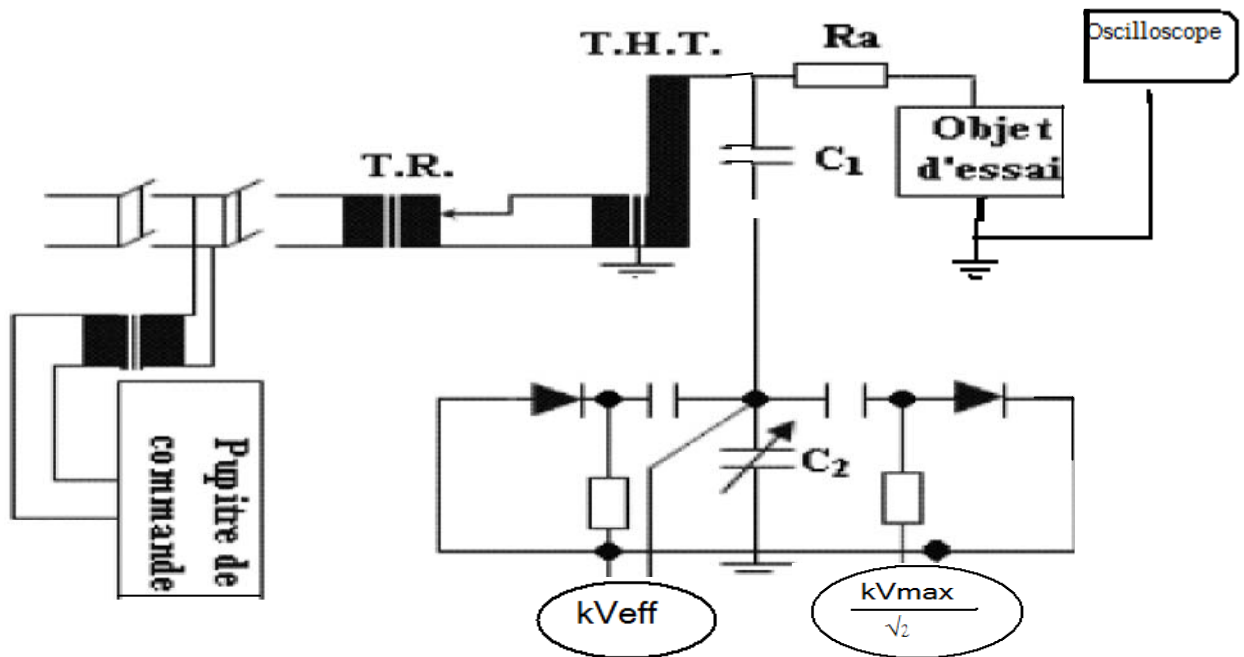 T.H.T.
Ra
Oscilloscope
Objet
d'essai
C1
T.R.
C2
Pupitre de
commande
kVeff
kVmax
√2